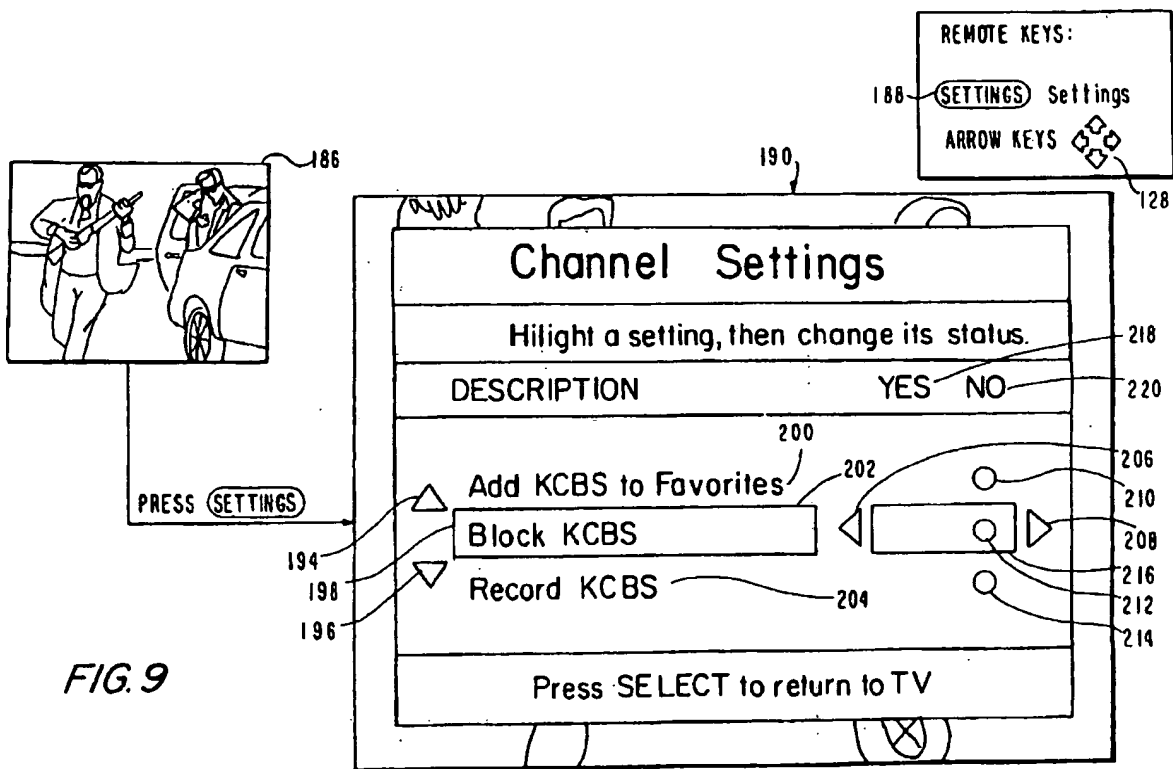 REMOTE KEYS:
188 SETTINGS Settings
ARROW KEYS
128
186
190
Channel Settings
Hilight a setting, then change its status.
218
DESCRIPTION YES NO
220
200
202
206
Add KCBS to Favorites
210
PRESS SETTINGS
194
Block KCBS
208
198
216
Record KCBS
204
212
196
214
Press SELECT to return to TV
FIG. 9